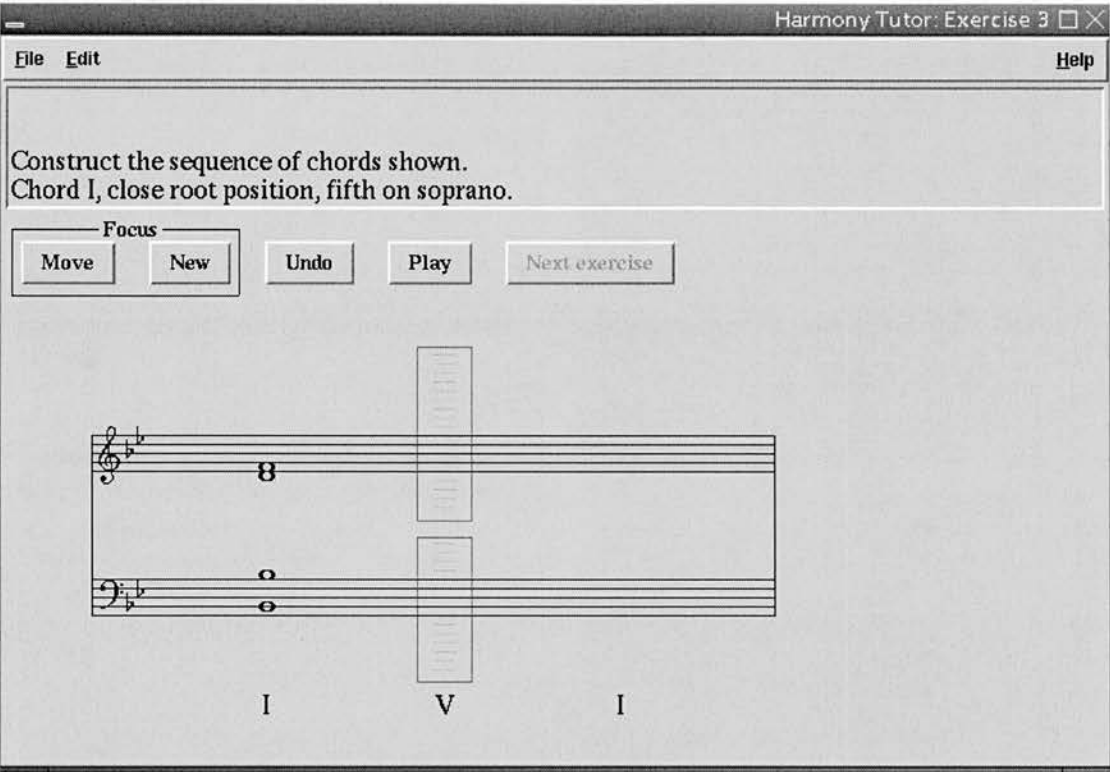 Harmony Tutor: Exercise 3
File Edit Help
Construct the sequence of chords shown.
Chord I, close root position, fifth on soprano.
Focus
Move New Undo Play Next exercise
I V I